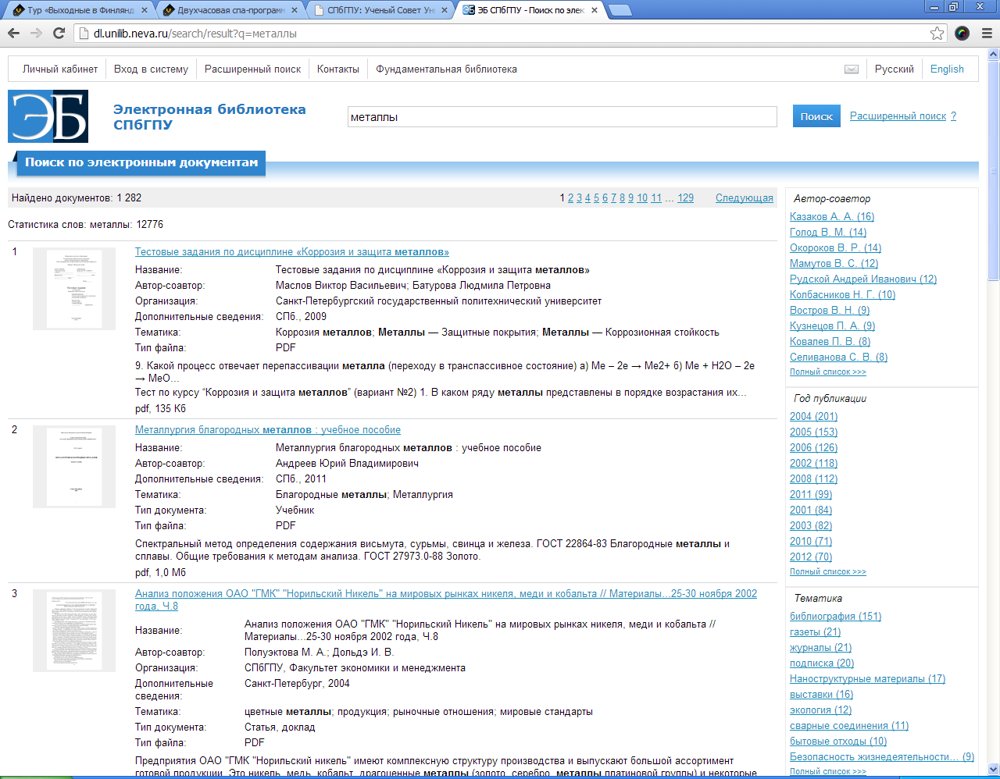 Тур «Выходные в Финлянд
Двухчасовая спа-програмн
СПбГПУ: Ученый Совет Ун
ЭБ СПбГПУ - Поиск по элек
dl.unilib.neva.ru/search/result?q=металлы
Личный кабинет Вход в систему Расширенный поиск Контакты Фундаментальная библиотека Русский English
ЭБ
Электронная библиотека
СПбГПУ
металлы Поиск Расширенный поиск ?
Поиск по электронным документам
Найдено документов: 1 282 1 2 3 4 5 6 7 8 9 10 11 ... 129 Следующая
Статистика слов: металлы: 12776
1 Тестовые задания по дисциплине «Коррозия и защита металлов»
Название: Тестовые задания по дисциплине «Коррозия и защита металлов»
Автор-соавтор: Маслов Виктор Васильевич; Батурова Людмила Петровна
Организация: Санкт-Петербургский государственный политехнический университет
Дополнительные сведения: СПб., 2009
Тематика: Коррозия металлов; Металлы — Защитные покрытия; Металлы — Коррозионная стойкость
Тип файла: PDF
9. Какой процесс отвечает перепассивации металла (переходу в транспассивное состояние) а) Me – 2e → Me2+ б) Me + H2O – 2e
→ MeO...
Тест по курсу “Коррозия и защита металлов” (вариант №2) 1. В каком ряду металлы представлены в порядке возрастания их...
pdf, 135 Кб
2 Металлургия благородных металлов : учебное пособие
Название: Металлургия благородных металлов : учебное пособие
Автор-соавтор: Андреев Юрий Владимирович
Дополнительные сведения: СПб., 2011
Тематика: Благородные металлы; Металлургия
Тип документа: Учебник
Тип файла: PDF
Спектральный метод определения содержания висьмута, сурьмы, свинца и железа. ГОСТ 22864-83 Благородные металлы и
сплавы. Общие требования к методам анализа. ГОСТ 27973.0-88 Золото.
pdf, 1,0 Мб
3 Анализ положения ОАО "ГМК" "Норильский Никель" на мировых рынках никеля, меди и кобальта // Материалы...25-30 ноября 2002
года, Ч.8
Название: Анализ положения ОАО "ГМК" "Норильский Никель" на мировых рынках никеля, меди и кобальта //
Материалы...25-30 ноября 2002 года, Ч.8
Автор-соавтор: Полуэктова М. А.; Дольдэ И. В.
Организация: СПбГПУ, Факультет экономики и менеджмента
Дополнительные
сведения: Санкт-Петербург, 2004
Тематика: цветные металлы; продукция; рыночные отношения; мировые стандарты
Тип документа: Статья, доклад
Тип файла: PDF
Предприятия ОАО "ГМК "Норильский никель" имеют комплексную структуру производства и выпускают большой ассортимент
готовой продукции. Это никель, медь, кобальт, драгоценные металлы (золото, серебро, металлы платиновой группы) и некоторые
Автор-соавтор
Казаков А. А. (16)
Голод В. М. (14)
Окороков В. Р. (14)
Мамутов В. С. (12)
Рудской Андрей Иванович (12)
Колбасников Н. Г. (10)
Востров В. Н. (9)
Кузнецов П. А. (9)
Ковалев П. В. (8)
Селиванова С. В. (8)
Полный список >>>
Год публикации
2004 (201)
2005 (153)
2006 (126)
2002 (118)
2008 (112)
2011 (99)
2001 (84)
2003 (82)
2010 (71)
2012 (70)
Полный список >>>
Тематика
библиография (151)
газеты (21)
журналы (21)
подписка (20)
Наноструктурные материалы (17)
выставки (16)
экология (12)
сварные соединения (11)
бытовые отходы (10)
Безопасность жизнедеятельности... (9)
Полный список >>>